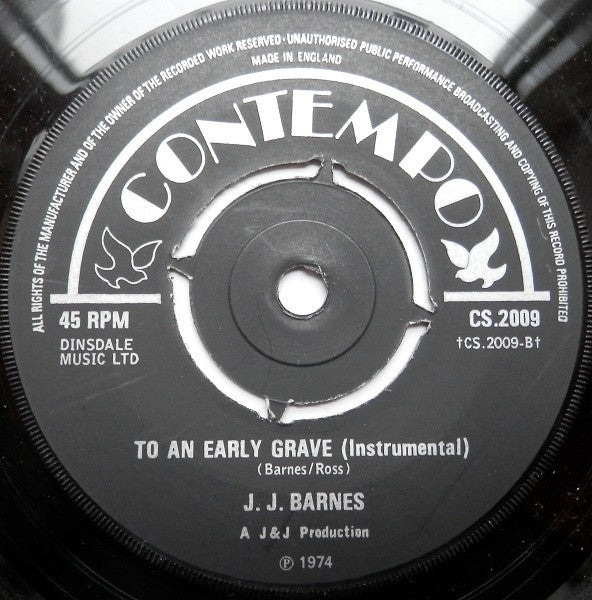 ALL RIGHTS OF THE MANUFACTURER AND OF THE OWNER OF THE RECORDED WORK RESERVED · UNAUTHORISED PUBLIC PERFORMANCE BROADCASTING AND COPYING OF THIS RECORD PROHIBITED
MADE IN ENGLAND
CONTEMPO
45 RPM
DINSDALE
MUSIC LTD
CS.2009
†CS.2009-B†
TO AN EARLY GRAVE (Instrumental)
(Barnes/Ross)
J. J. BARNES
A J&J Production
℗ 1974